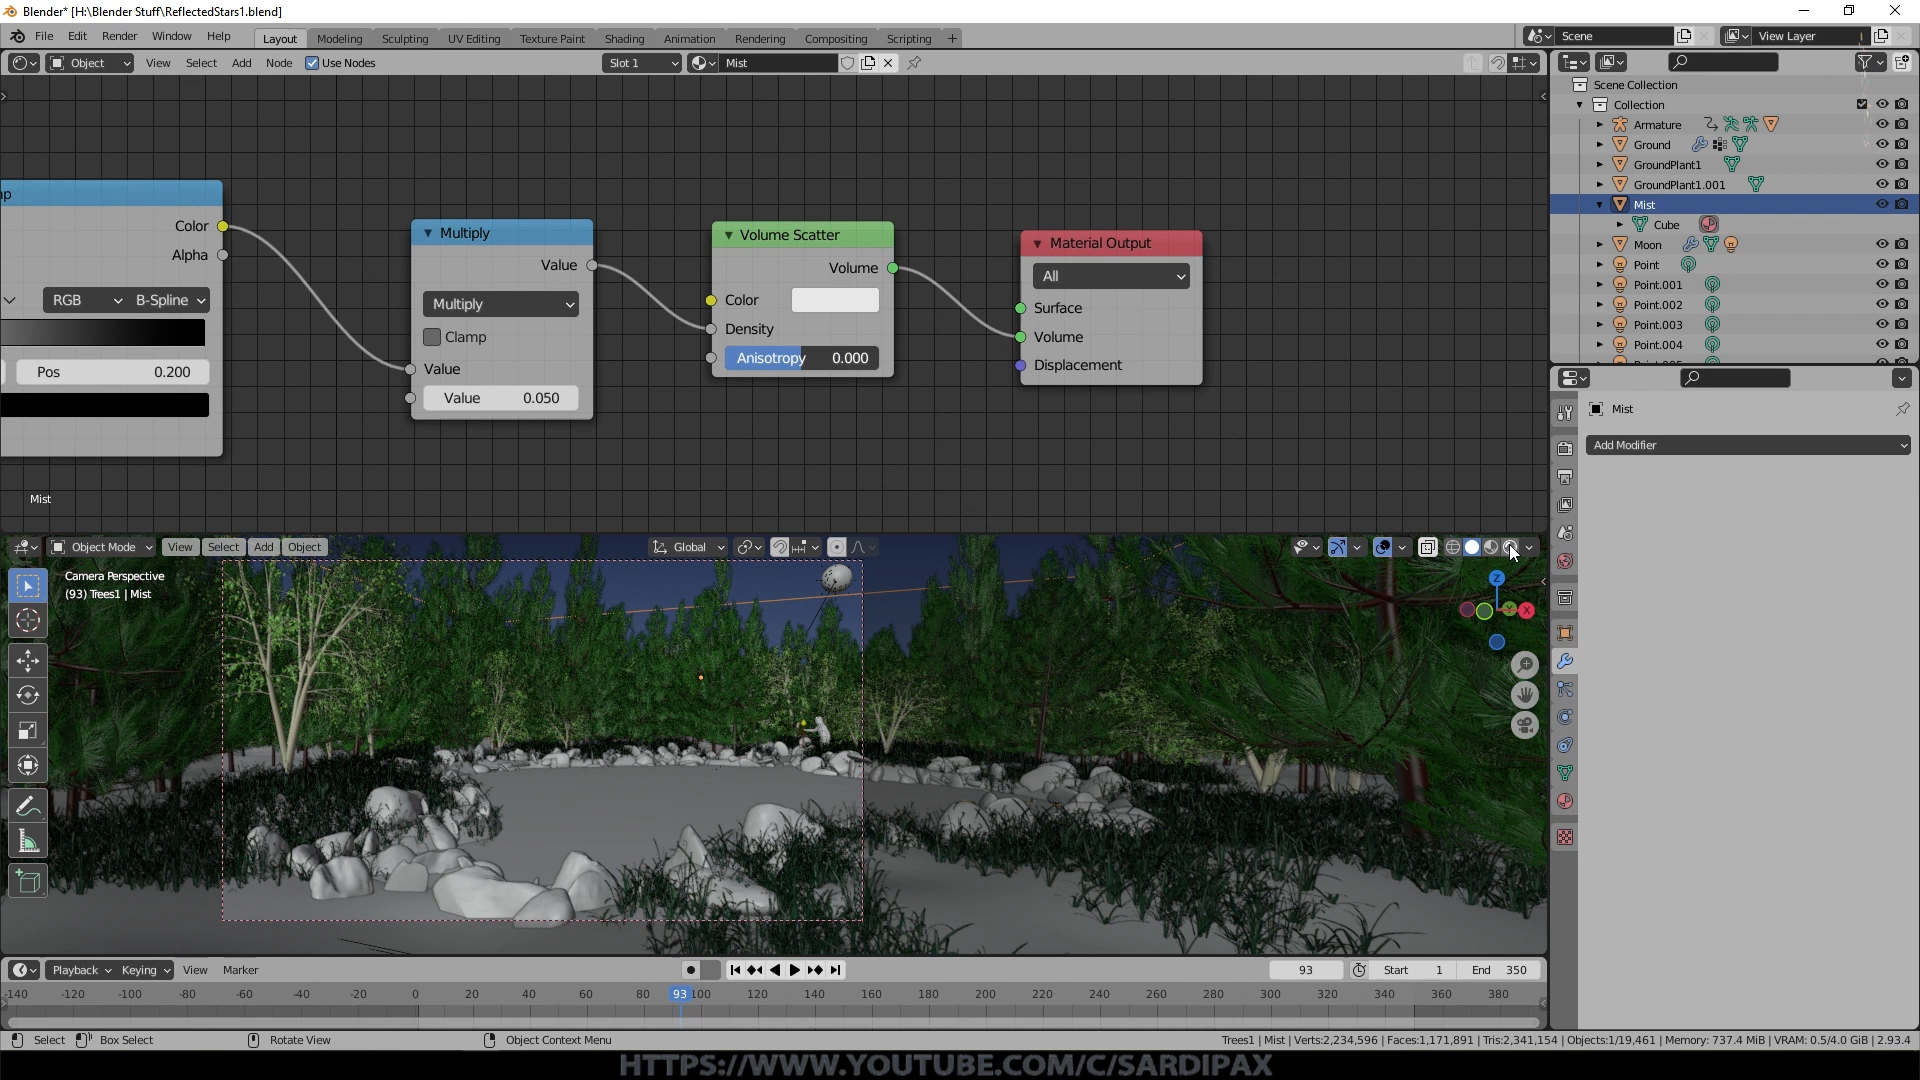 Blender* [H:\Blender Stuff\ReflectedStars1.blend]
File Edit Render Window Help Layout Modeling Sculpting UV Editing Texture Paint Shading Animation Rendering Compositing Scripting + Scene View Layer
Object View Select Add Node Use Nodes Slot 1 Mist
Scene Collection
Collection
Armature
Ground
GroundPlant1
GroundPlant1.001
Mist
Cube
Moon
Point
Point.001
Point.002
Point.003
Point.004
Color
Alpha
RGB B-Spline
Pos 0.200
Multiply
Value
Multiply
Clamp
Value
Value 0.050
Volume Scatter
Volume
Color
Density
Anisotropy 0.000
Material Output
All
Surface
Volume
Displacement
Mist
Mist
Add Modifier
Object Mode View Select Add Object Global
Camera Perspective
(93) Trees1 | Mist
Z
X
Playback Keying View Marker 93 Start 1 End 350
-140 -120 -100 -80 -60 -40 -20 0 20 40 60 80 93 100 120 140 160 180 200 220 240 260 280 300 320 340 360 380
Select Box Select Rotate View Object Context Menu Trees1 | Mist | Verts:2,234,596 | Faces:1,171,891 | Tris:2,341,154 | Objects:1/19,461 | Memory: 737.4 MiB | VRAM: 0.5/4.0 GiB | 2.93.4
HTTPS://WWW.YOUTUBE.COM/C/SARDIPAX